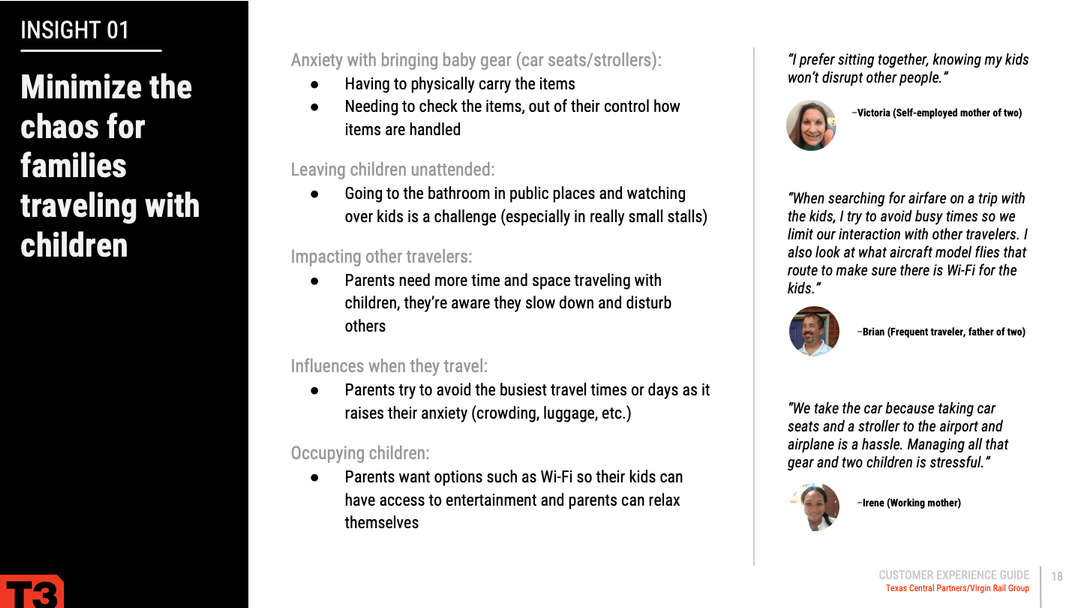 INSIGHT 01
Minimize the
chaos for
families
traveling with
children
Anxiety with bringing baby gear (car seats/strollers):
● Having to physically carry the items
● Needing to check the items, out of their control how
items are handled
Leaving children unattended:
● Going to the bathroom in public places and watching
over kids is a challenge (especially in really small stalls)
Impacting other travelers:
● Parents need more time and space traveling with
children, they’re aware they slow down and disturb
others
Influences when they travel:
● Parents try to avoid the busiest travel times or days as it
raises their anxiety (crowding, luggage, etc.)
Occupying children:
● Parents want options such as Wi-Fi so their kids can
have access to entertainment and parents can relax
themselves
“I prefer sitting together, knowing my kids
won’t disrupt other people.”
–Victoria (Self-employed mother of two)
“When searching for airfare on a trip with
the kids, I try to avoid busy times so we
limit our interaction with other travelers. I
also look at what aircraft model flies that
route to make sure there is Wi-Fi for the
kids.”
–Brian (Frequent traveler, father of two)
“We take the car because taking car
seats and a stroller to the airport and
airplane is a hassle. Managing all that
gear and two children is stressful.”
–Irene (Working mother)
T3
CUSTOMER EXPERIENCE GUIDE
Texas Central Partners/Virgin Rail Group
18